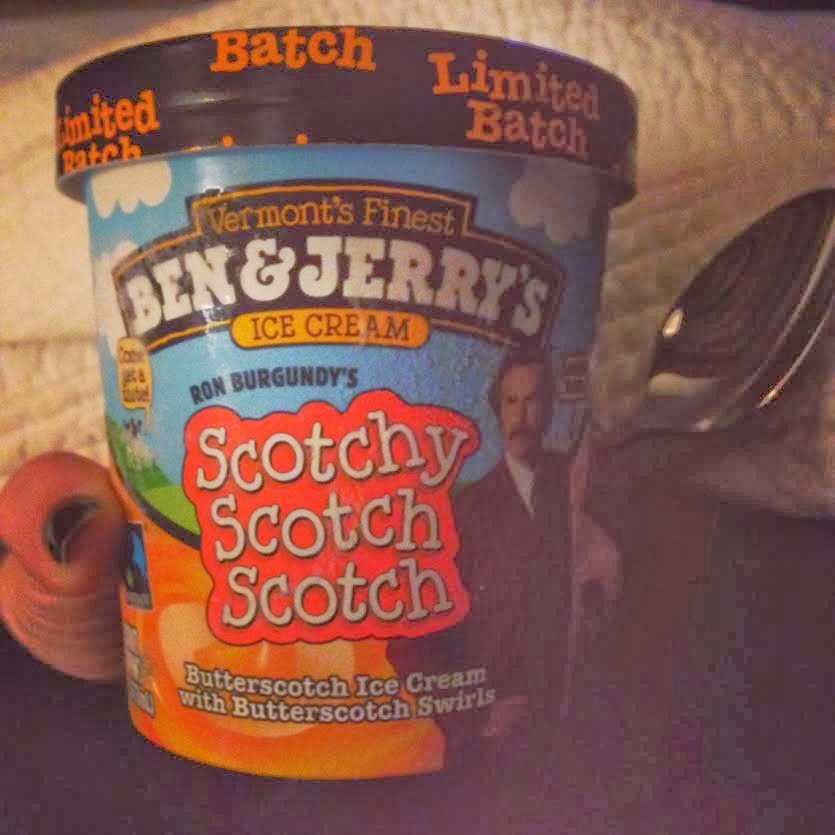 Batch
Limited
Batch
Limited
Batch
Vermont's Finest
BEN & JERRY'S
ICE CREAM
RON BURGUNDY'S
Scotchy
Scotch
Scotch
Butterscotch Ice Cream
with Butterscotch Swirls